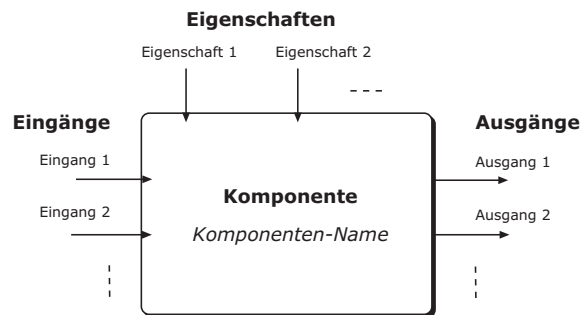 Eigenschaften
Eigenschaft 1 Eigenschaft 2
Eingänge Ausgänge
Eingang 1 Ausgang 1
Komponente
Eingang 2 Ausgang 2
Komponenten-Name